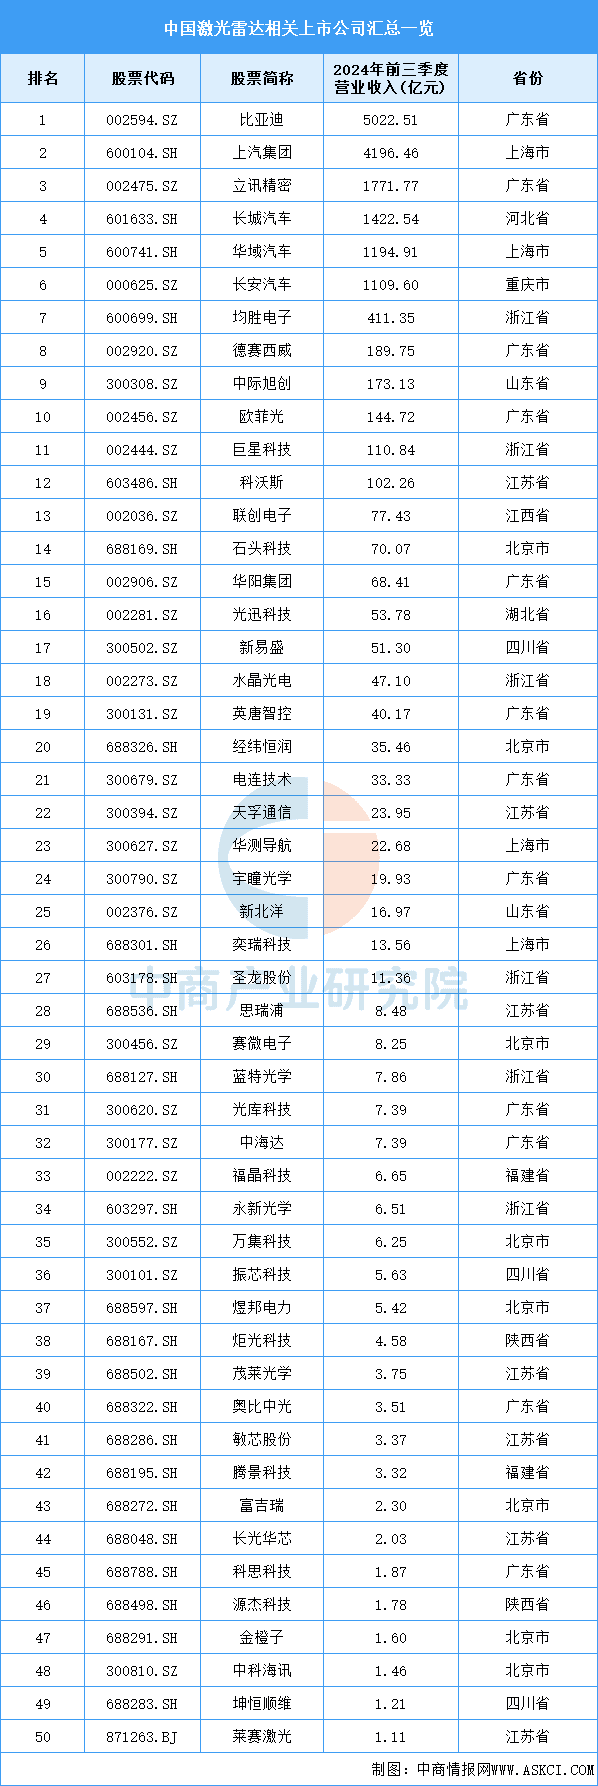 中国激光雷达相关上市公司汇总一览
排名 股票代码 股票简称 2024年前三季度营业收入(亿元) 省份
1 002594.SZ 比亚迪 5022.51 广东省
2 600104.SH 上汽集团 4196.46 上海市
3 002475.SZ 立讯精密 1771.77 广东省
4 601633.SH 长城汽车 1422.54 河北省
5 600741.SH 华域汽车 1194.91 上海市
6 000625.SZ 长安汽车 1109.60 重庆市
7 600699.SH 均胜电子 411.35 浙江省
8 002920.SZ 德赛西威 189.75 广东省
9 300308.SZ 中际旭创 173.13 山东省
10 002456.SZ 欧菲光 144.72 广东省
11 002444.SZ 巨星科技 110.84 浙江省
12 603486.SH 科沃斯 102.26 江苏省
13 002036.SZ 联创电子 77.43 江西省
14 688169.SH 石头科技 70.07 北京市
15 002906.SZ 华阳集团 68.41 广东省
16 002281.SZ 光迅科技 53.78 湖北省
17 300502.SZ 新易盛 51.30 四川省
18 002273.SZ 水晶光电 47.10 浙江省
19 300131.SZ 英唐智控 40.17 广东省
20 688326.SH 经纬恒润 35.46 北京市
21 300679.SZ 电连技术 33.33 广东省
22 300394.SZ 天孚通信 23.95 江苏省
23 300627.SZ 华测导航 22.68 上海市
24 300790.SZ 宇瞳光学 19.93 广东省
25 002376.SZ 新北洋 16.97 山东省
26 688301.SH 奕瑞科技 13.56 上海市
27 603178.SH 圣龙股份 11.36 浙江省
中商产业研究院
28 688536.SH 思瑞浦 8.48 江苏省
29 300456.SZ 赛微电子 8.25 北京市
30 688127.SH 蓝特光学 7.86 浙江省
31 300620.SZ 光库科技 7.39 广东省
32 300177.SZ 中海达 7.39 广东省
33 002222.SZ 福晶科技 6.65 福建省
34 603297.SH 永新光学 6.51 浙江省
35 300552.SZ 万集科技 6.25 北京市
36 300101.SZ 振芯科技 5.63 四川省
37 688597.SH 煜邦电力 5.42 北京市
38 688167.SH 炬光科技 4.58 陕西省
39 688502.SH 茂莱光学 3.75 江苏省
40 688322.SH 奥比中光 3.51 广东省
41 688286.SH 敏芯股份 3.37 江苏省
42 688195.SH 腾景科技 3.32 福建省
43 688272.SH 富吉瑞 2.30 北京市
44 688048.SH 长光华芯 2.03 江苏省
45 688788.SH 科思科技 1.87 广东省
46 688498.SH 源杰科技 1.78 陕西省
47 688291.SH 金橙子 1.60 北京市
48 300810.SZ 中科海讯 1.46 北京市
49 688283.SH 坤恒顺维 1.21 四川省
50 871263.BJ 莱赛激光 1.11 江苏省
制图：中商情报网WWW.ASKCI.COM